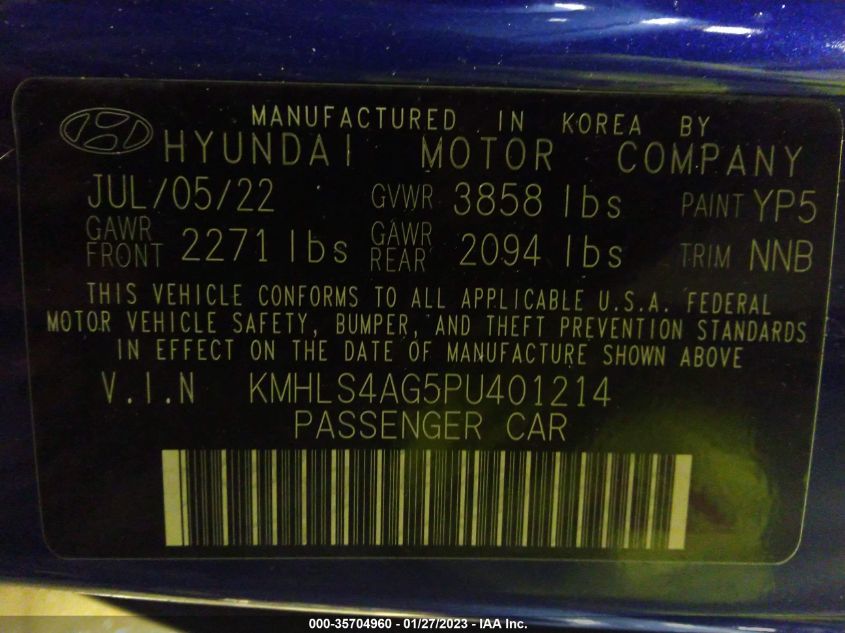 MANUFACTURED IN KOREA BY
HYUNDAI MOTOR COMPANY
JUL/05/22 GVWR 3858 lbs PAINT YP5
GAWR FRONT 2271 lbs GAWR REAR 2094 lbs TRIM NNB
THIS VEHICLE CONFORMS TO ALL APPLICABLE U.S.A. FEDERAL
MOTOR VEHICLE SAFETY, BUMPER, AND THEFT PREVENTION STANDARDS
IN EFFECT ON THE DATE OF MANUFACTURE SHOWN ABOVE
V.I.N KMHLS4AG5PU401214
PASSENGER CAR
000-35704960 - 01/27/2023 - IAA Inc.